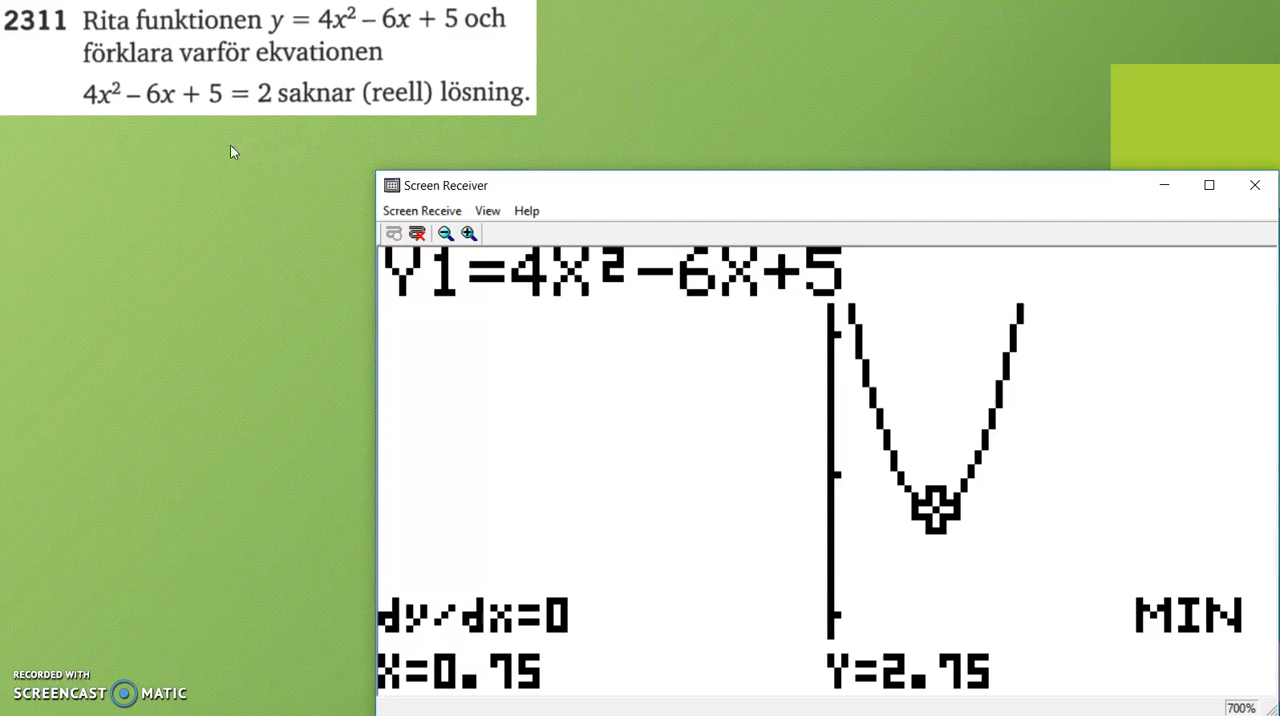 2311 Rita funktionen y = 4x² – 6x + 5 och
förklara varför ekvationen
4x² – 6x + 5 = 2 saknar (reell) lösning.
Screen Receiver
Screen Receive View Help
Y1=4X²-6X+5
dy/dx=0
MIN
X=0.75 Y=2.75
700%
RECORDED WITH
SCREENCAST MATIC